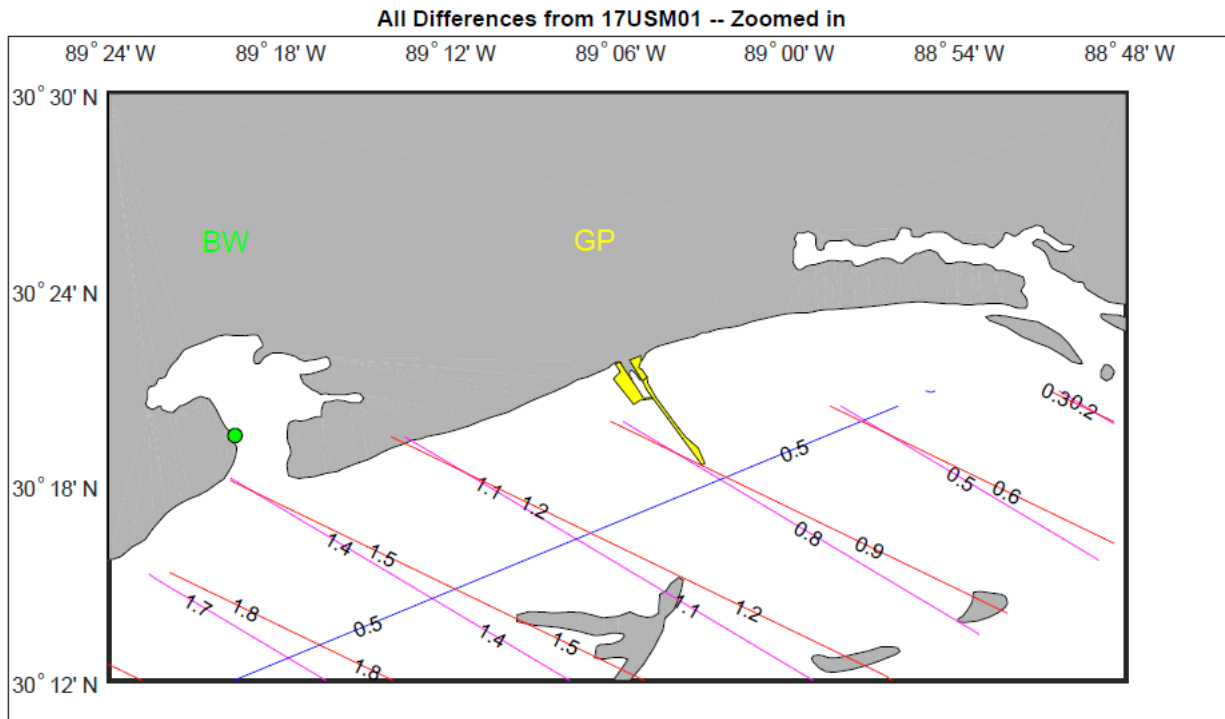 All Differences from 17USM01 -- Zoomed in
89° 24' W 89° 18' W 89° 12' W 89° 06' W 89° 00' W 88° 54' W 88° 48' W
30° 30' N
BW GP
30° 24' N
0.30.2
0.5
30° 18' N
0.5 0.6
1.1 1.2
0.8 0.9
1.4 1.5
1.7 1.8 1.1 1.2
0.5 1.4 1.5
1.8
30° 12' N